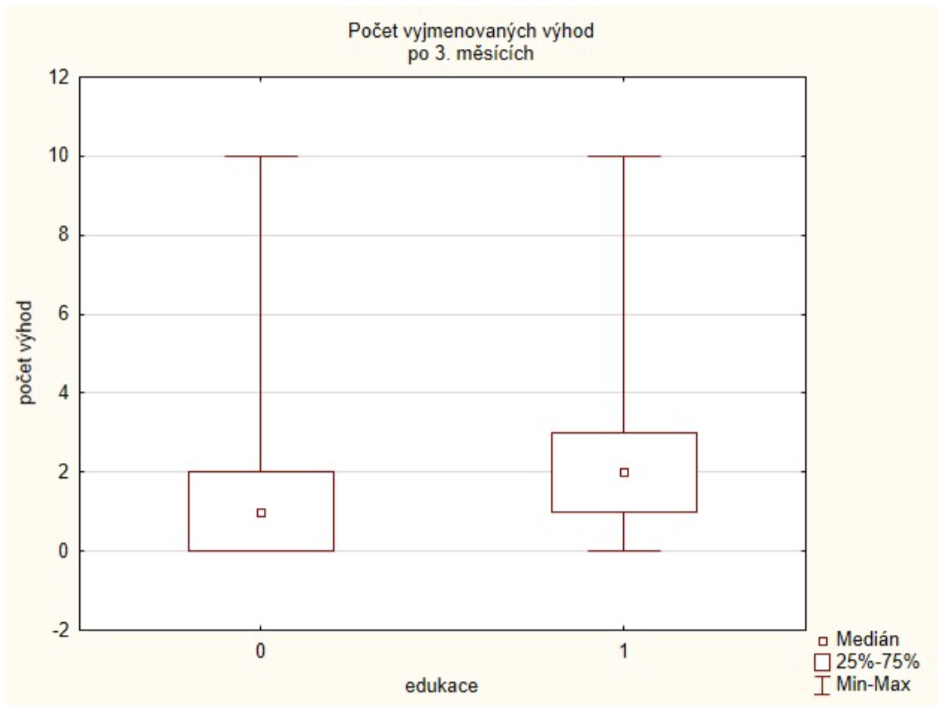 Počet vyjmenovaných výhod
po 3. měsících
12
10
8
6
4
2
0
-2
počet výhod
0
1
edukace
Medián
25%-75%
Min-Max